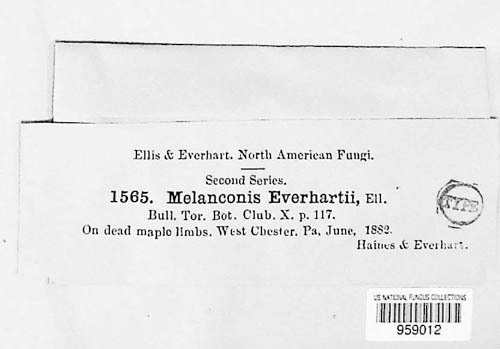 Ellis & Everhart. North American Fungi.
Second Series.
1565. Melanconis Everhartii, Ell.
Bull. Tor. Bot. Club. X. p. 117.
On dead maple limbs. West Chester, Pa, June, 1882.
Haines & Everhart.
TYPE
US NATIONAL FUNGUS COLLECTIONS
959012